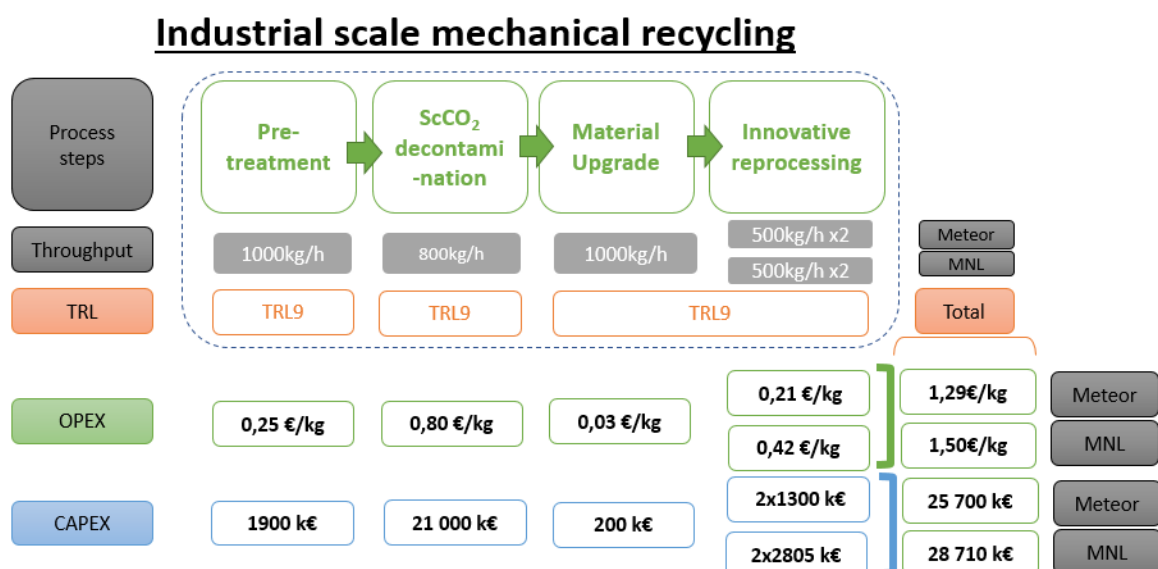 Industrial scale mechanical recycling
Process
steps
Pre-
treatment
ScCO₂
decontami
-nation
Material
Upgrade
Innovative
reprocessing
Throughput
1000kg/h
800kg/h
1000kg/h
500kg/h x2
500kg/h x2
Meteor
MNL
TRL
TRL9
TRL9
TRL9
Total
OPEX
0,25 €/kg
0,80 €/kg
0,03 €/kg
0,21 €/kg
0,42 €/kg
1,29€/kg
1,50€/kg
Meteor
MNL
CAPEX
1900 k€
21 000 k€
200 k€
2x1300 k€
2x2805 k€
25 700 k€
28 710 k€
Meteor
MNL